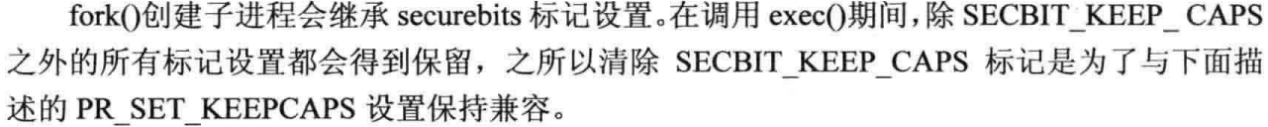 fork()创建子进程会继承 securebits 标记设置。在调用 exec()期间，除 SECBIT_KEEP_ CAPS
之外的所有标记设置都会得到保留，之所以清除 SECBIT_KEEP_CAPS 标记是为了与下面描
述的 PR_SET_KEEPCAPS 设置保持兼容。